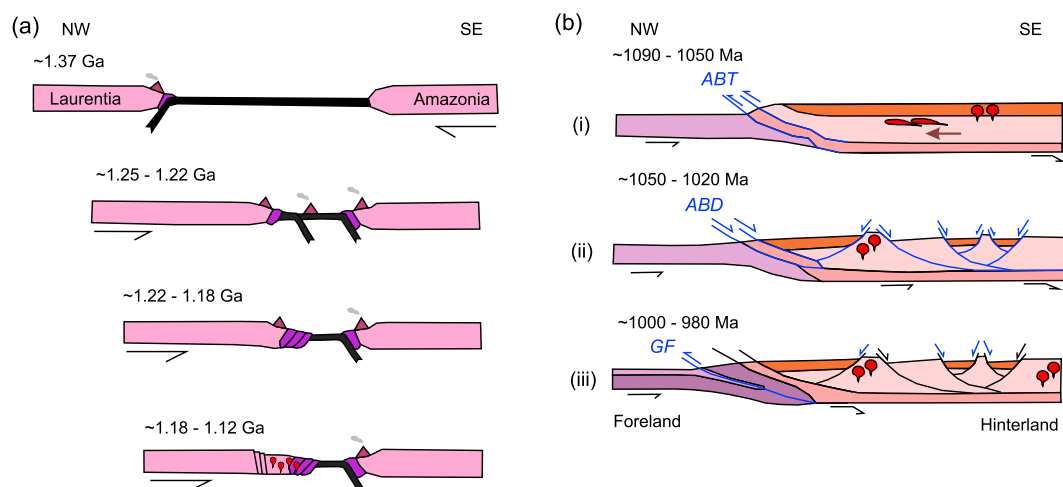 (a)
NW
SE
~1.37 Ga
Laurentia
Amazonia
~1.25 - 1.22 Ga
~1.22 - 1.18 Ga
~1.18 - 1.12 Ga
(b)
NW
SE
~1090 - 1050 Ma
ABT
(i)
~1050 - 1020 Ma
ABD
(ii)
~1000 - 980 Ma
GF
(iii)
Foreland
Hinterland